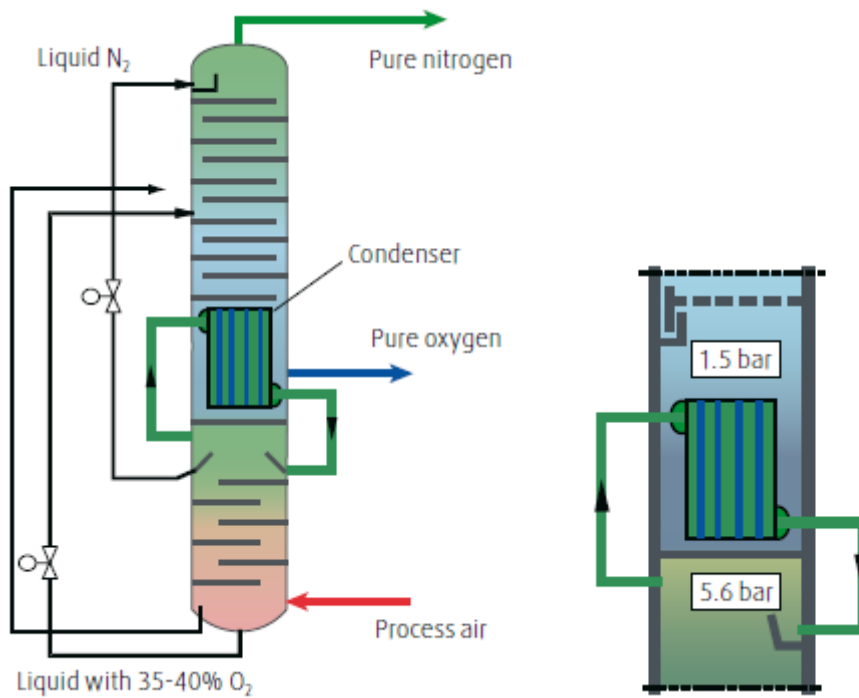 Liquid N₂
Pure nitrogen
Condenser
Pure oxygen
1.5 bar
5.6 bar
Process air
Liquid with 35-40% O₂